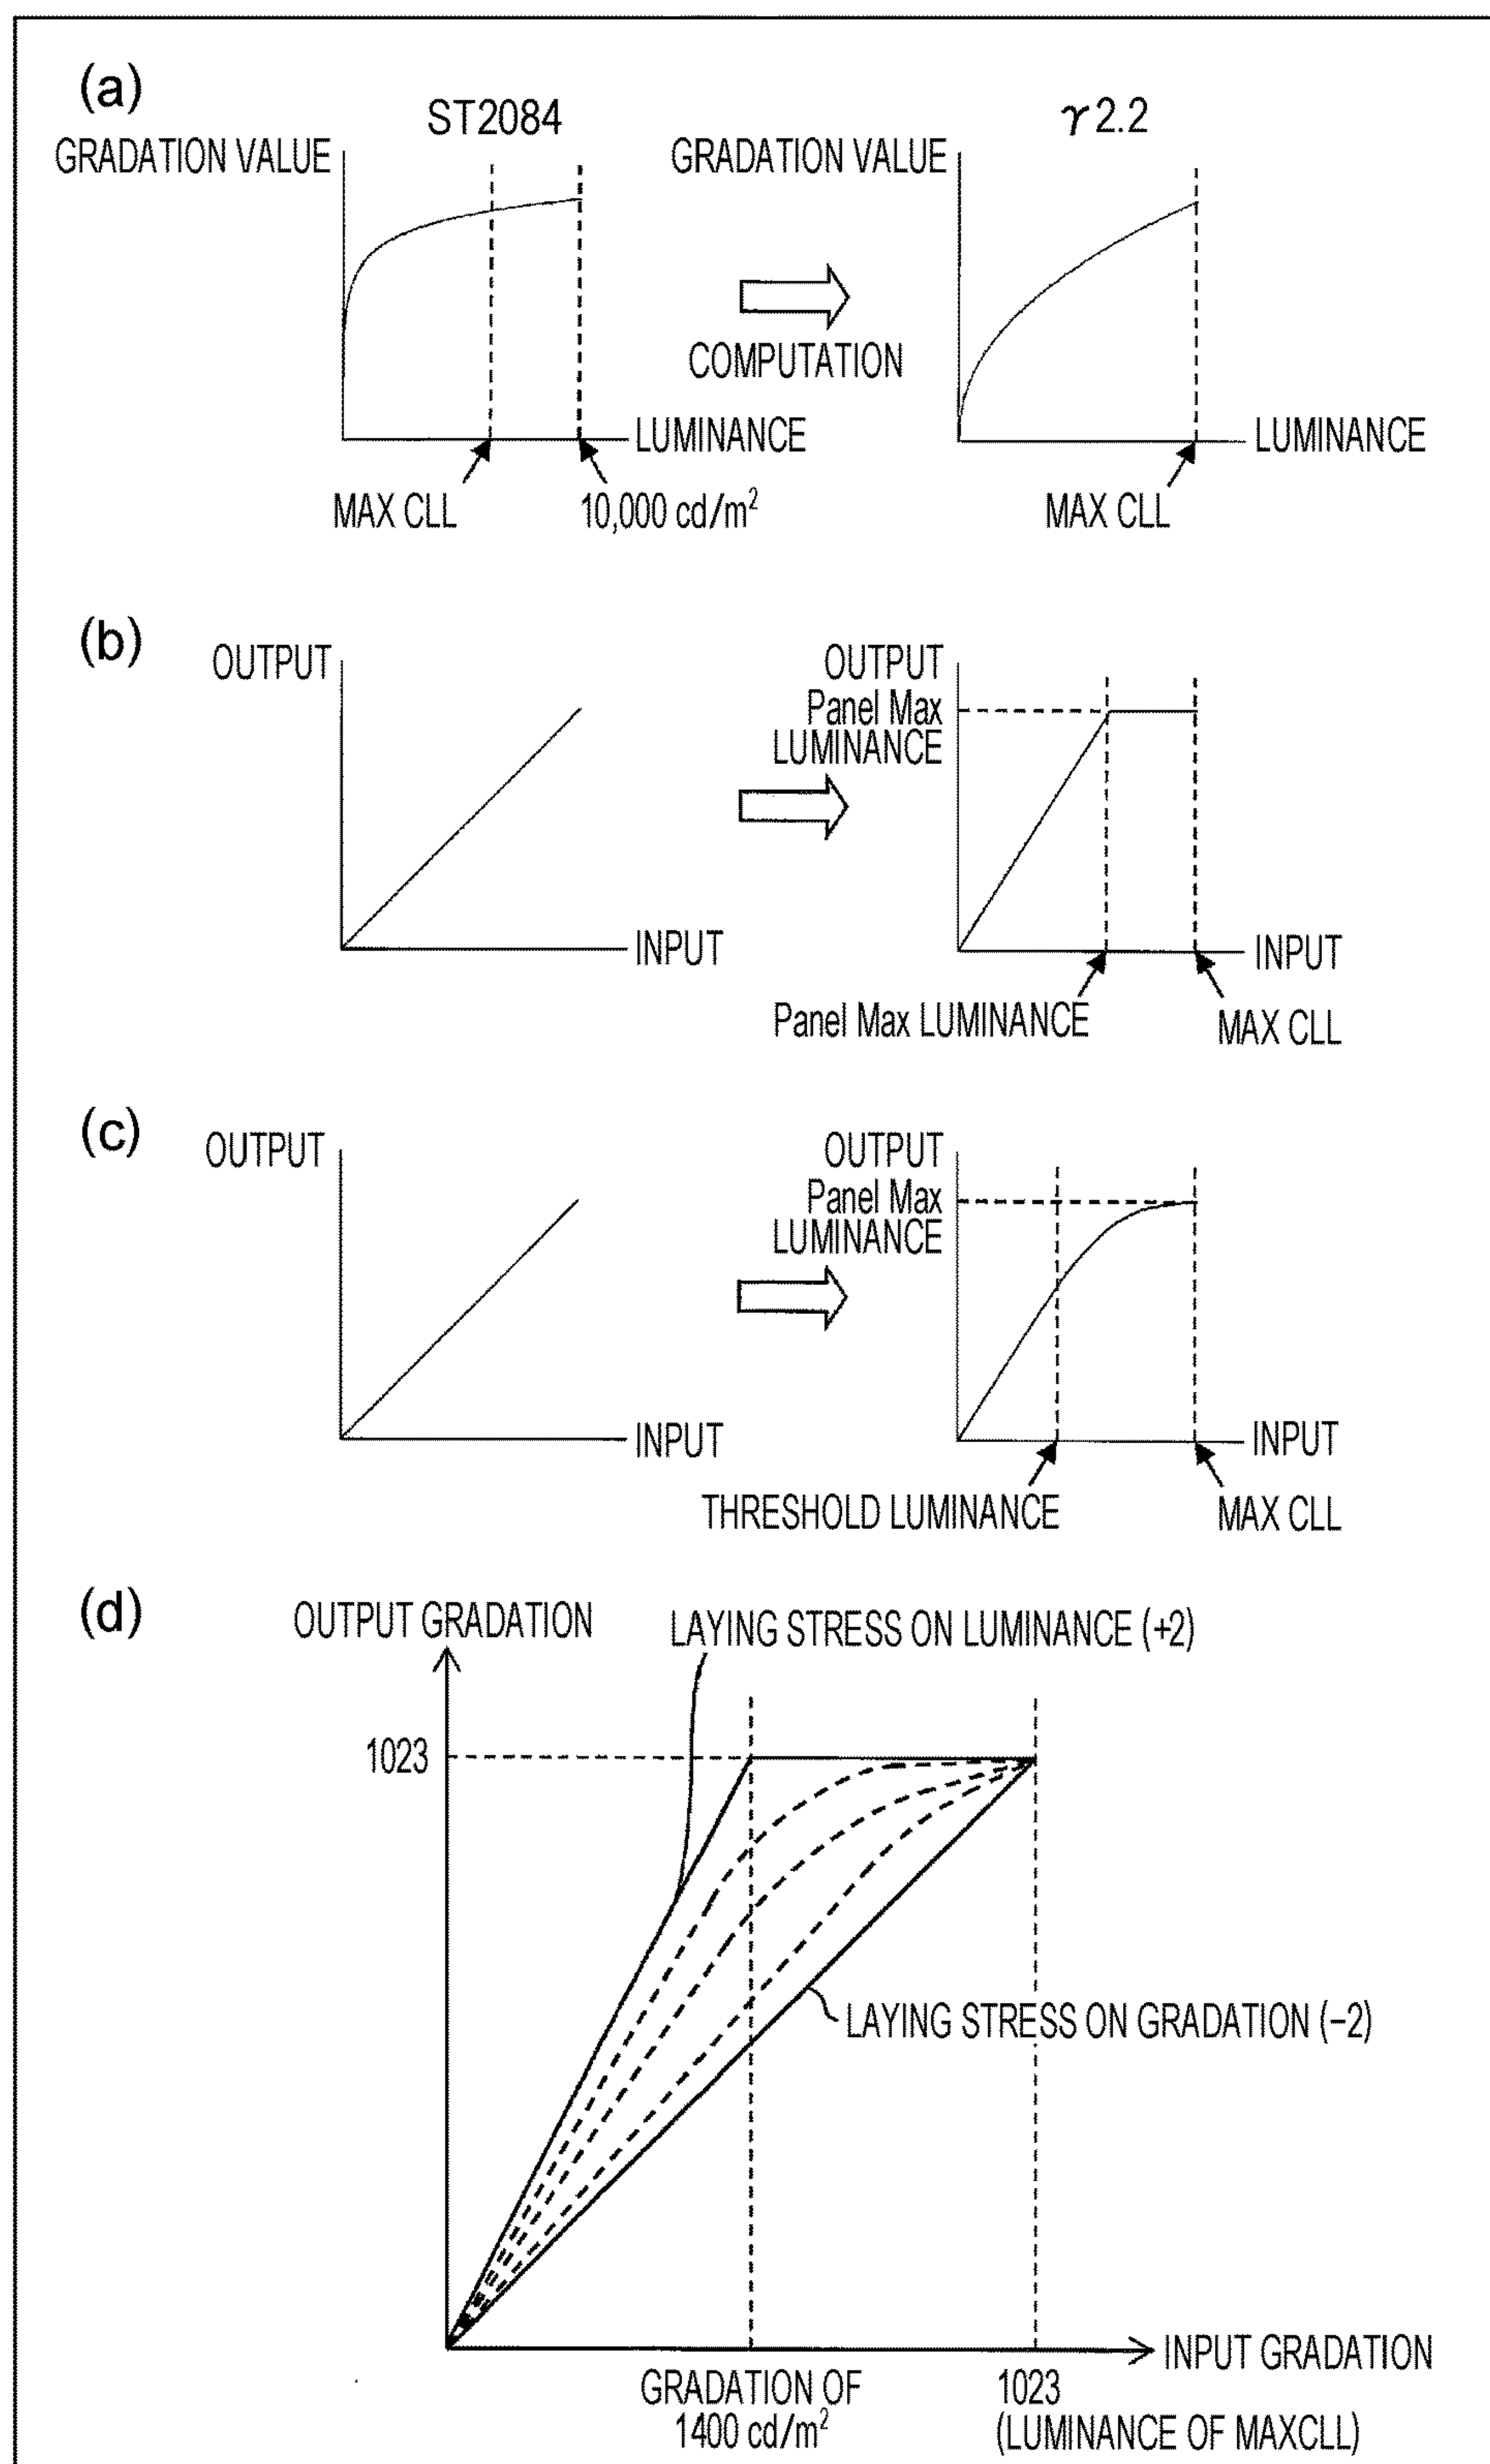 (a)
ST2084
γ2.2
GRADATION VALUE
GRADATION VALUE
COMPUTATION
LUMINANCE
LUMINANCE
MAX CLL
10,000 cd/m²
MAX CLL
(b)
OUTPUT
OUTPUT
Panel Max
LUMINANCE
INPUT
INPUT
Panel Max LUMINANCE
MAX CLL
(c)
OUTPUT
OUTPUT
Panel Max
LUMINANCE
INPUT
INPUT
THRESHOLD LUMINANCE
MAX CLL
(d)
OUTPUT GRADATION
LAYING STRESS ON LUMINANCE (+2)
1023
LAYING STRESS ON GRADATION (−2)
INPUT GRADATION
GRADATION OF
1400 cd/m²
1023
(LUMINANCE OF MAXCLL)